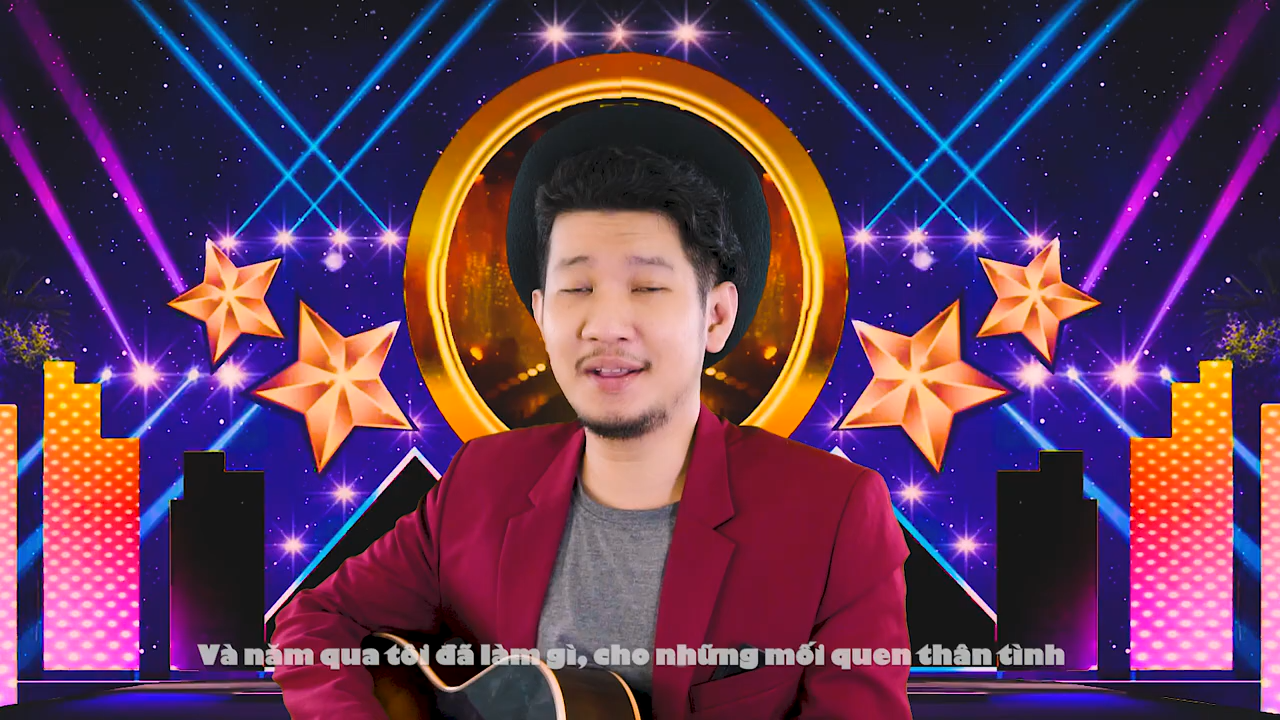 Và năm qua tôi đã làm gì, cho những mối quen thân tình